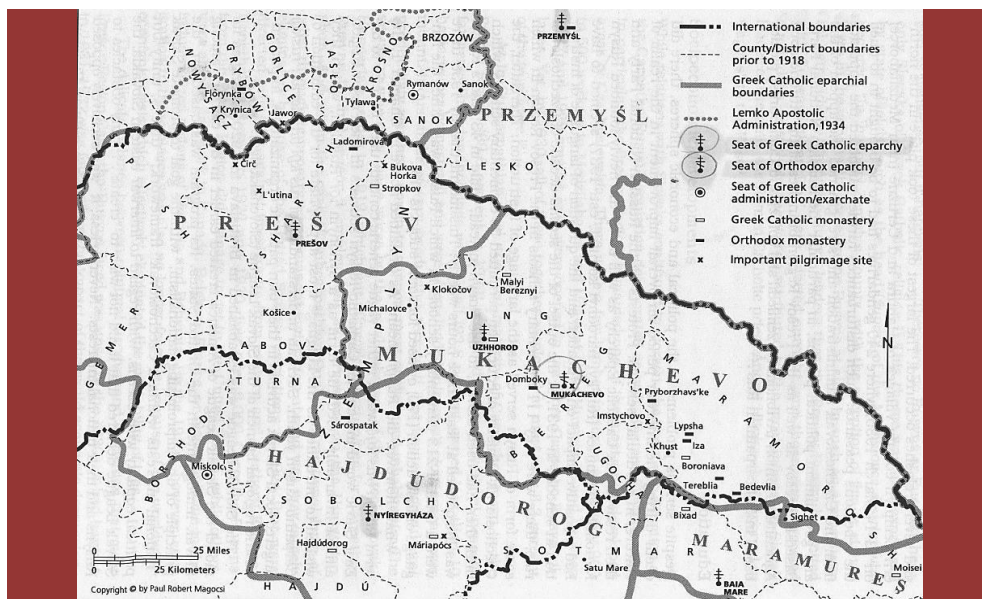 International boundaries
County/District boundaries
prior to 1918
Greek Catholic eparchial
boundaries
Lemko Apostolic
Administration,1934
Seat of Greek Catholic eparchy
Seat of Orthodox eparchy
Seat of Greek Catholic
administration/exarchate
Greek Catholic monastery
Orthodox monastery
Important pilgrimage site
N
BRZOZÓW
PRZEMYŚL
NOWY SĄCZ
GRYBÓW
GORLICE
JASŁO
KROSNO
Florynka
Krynica
Jawor
Tylawa
Rymanów
Sanok
SANOK
PRZEMYŚL
LESKO
Ladomirova
Čirč
Bukova
Horka
Stropkov
L'utina
SPISH
SHARYSH
PREŠOV
PREŠOV
ZEMPLYN
Klokočov
Malyi
Bereznyi
Michalovce
Košice
UNG
UZHHOROD
GEMER
ABOV-
TURNA
MUKACHEVO
Domboky
MUKACHEVO
BEREG
MARAMOROSH
Pryborzhavs'ke
Imstychovo
Lypsha
Iza
Khust
Boroniava
Tereblia
Bedevlia
UGOCHA
Sárospatak
BORSHOD
Miskolc
HAJDÚDOROG
SOBOLCH
NYÍREGYHÁZA
Hajdúdorog
Máriapócs
HAJDÚ
SOTMAR
Satu Mare
Bixad
Sighet
MARAMUREŞ
Moisei
BAIA
MARE
0 25 Miles
0 25 Kilometers
Copyright © by Paul Robert Magocsi